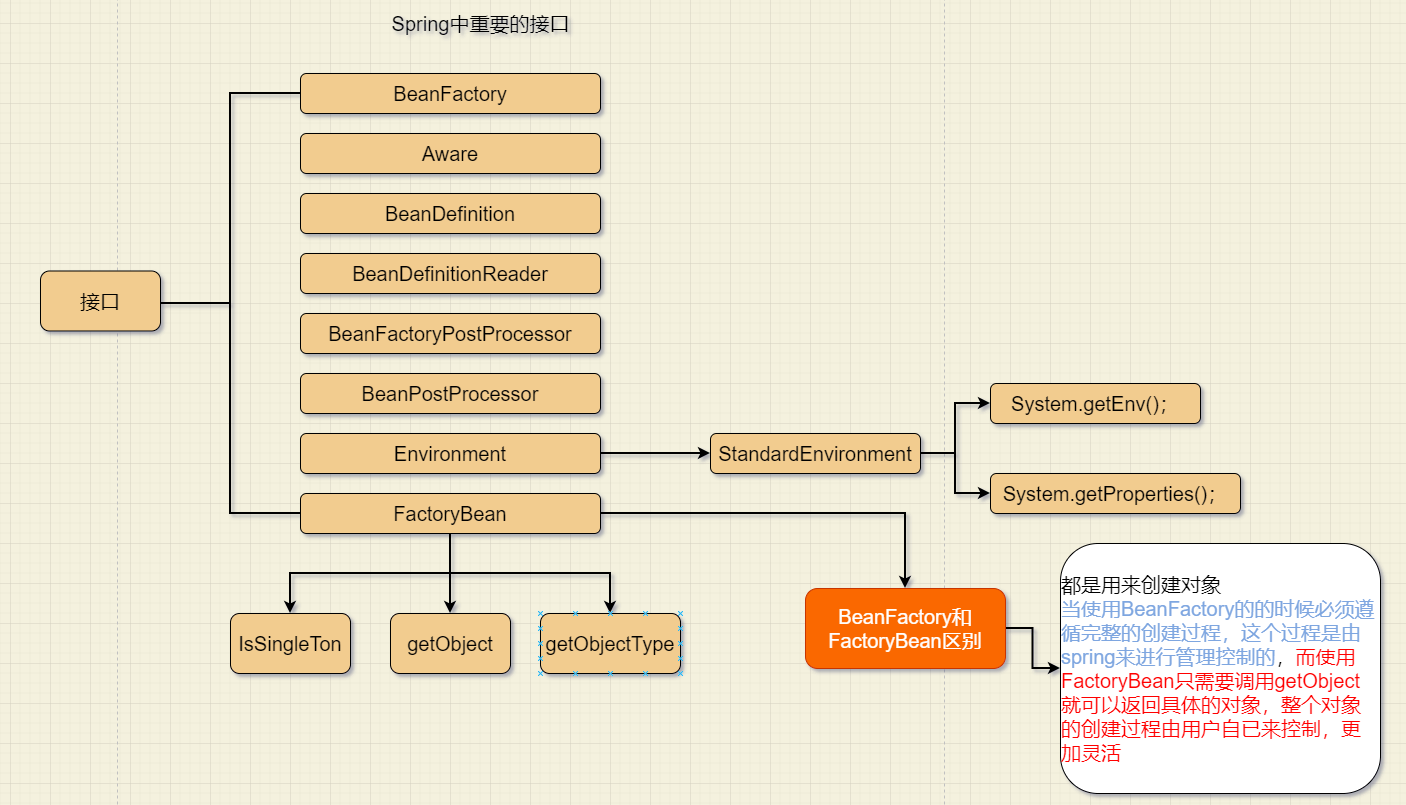 Spring中重要的接口
BeanFactory
Aware
BeanDefinition
BeanDefinitionReader
接口
BeanFactoryPostProcessor
BeanPostProcessor
System.getEnv();
Environment
StandardEnvironment
System.getProperties();
FactoryBean
IsSingleTon
getObject
getObjectType
BeanFactory和
FactoryBean区别
都是用来创建对象
当使用BeanFactory的的时候必须遵
循完整的创建过程，这个过程是由
spring来进行管理控制的，而使用
FactoryBean只需要调用getObject
就可以返回具体的对象，整个对象
的创建过程由用户自已来控制，更
加灵活